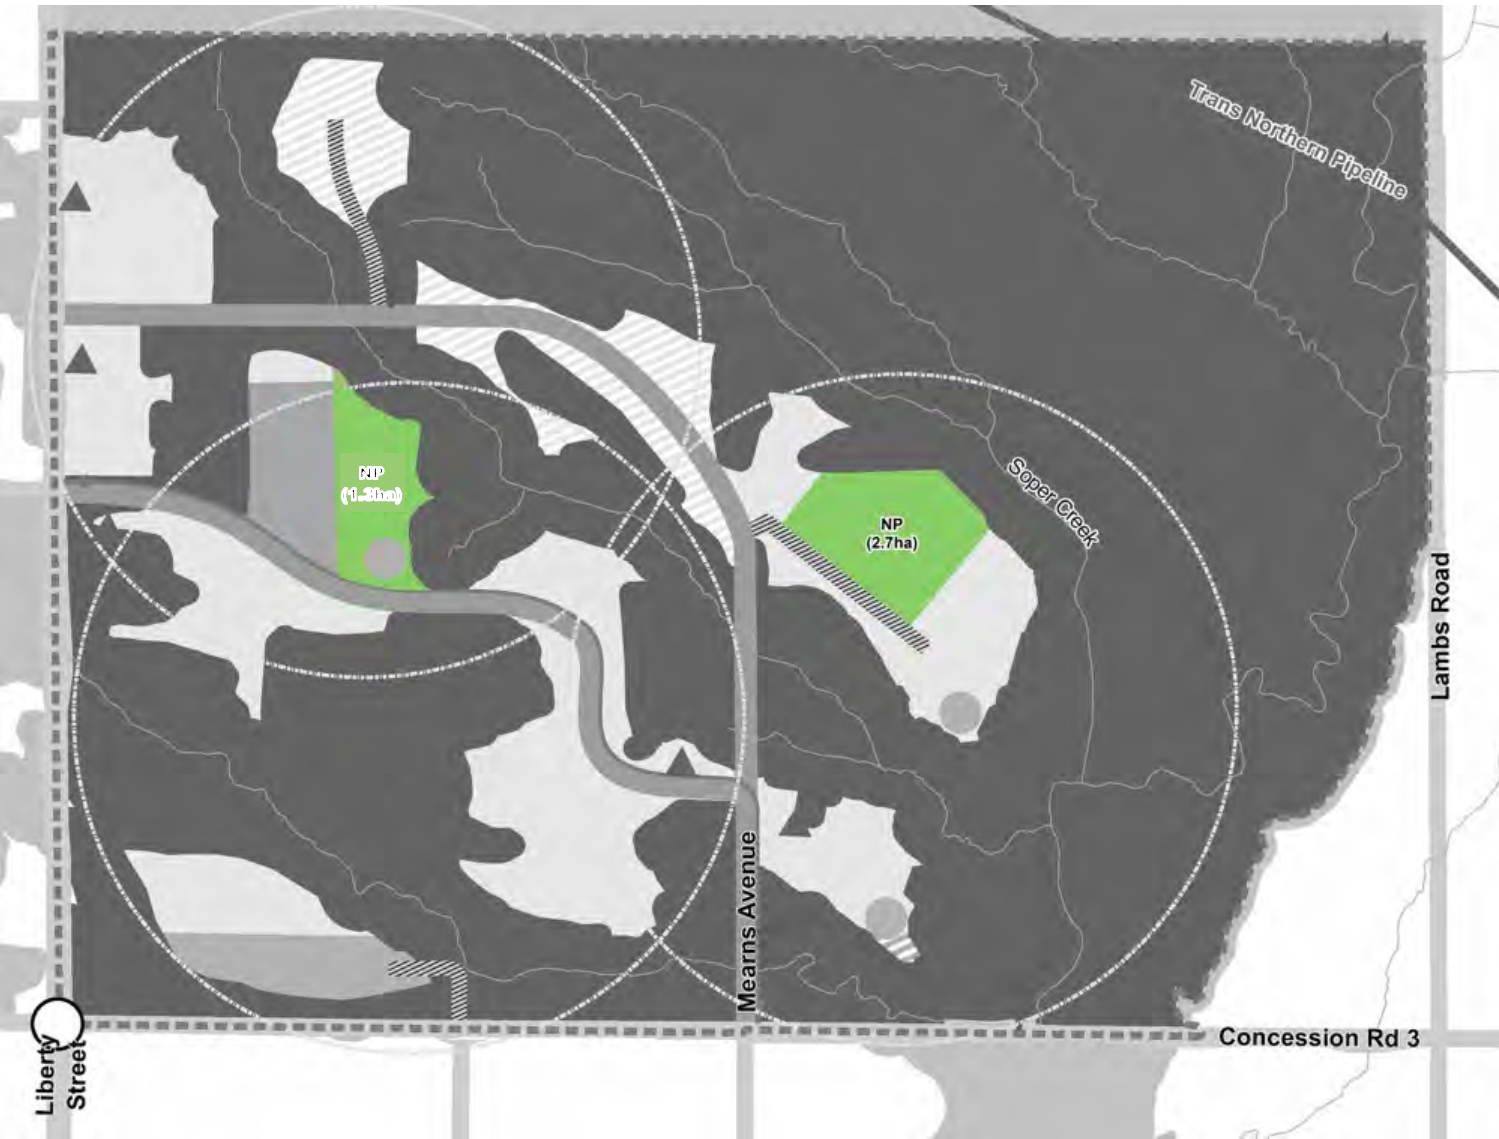 Trans Northern Pipeline
NP
(1.3ha)
Soper Creek
NP
(2.7ha)
Lambs Road
Mearns Avenue
Concession Rd 3
Liberty
Street